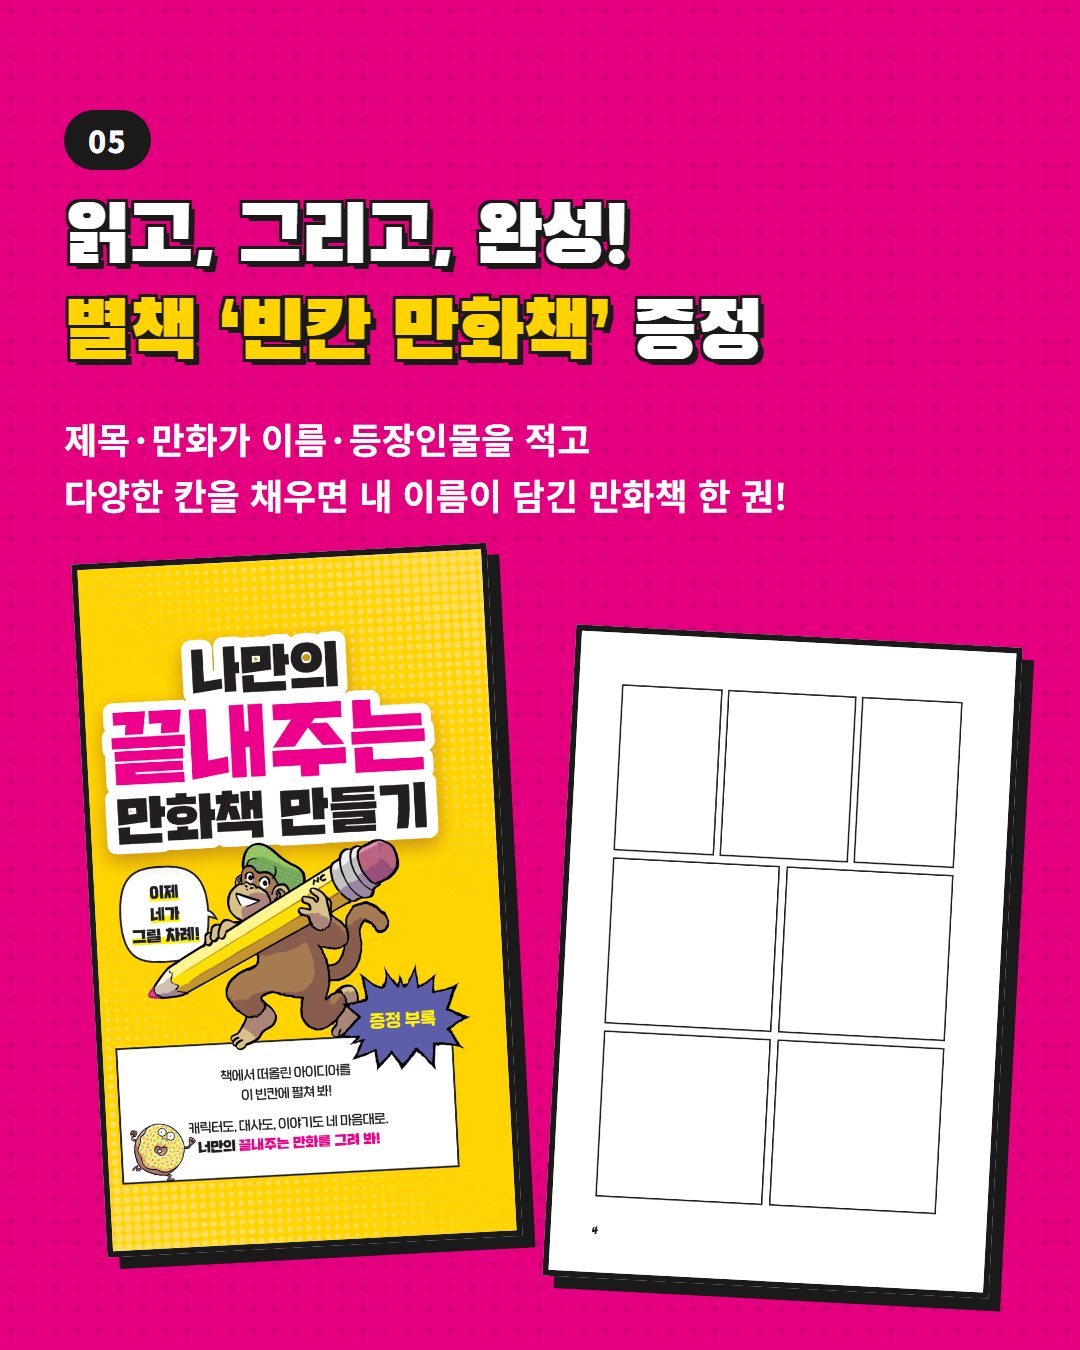 05
읽고, 그리고, 완성!
별책 ‘빈칸 만화책’ 증정
제목·만화가 이름·등장인물을 적고
다양한 칸을 채우면 내 이름이 담긴 만화책 한 권!
나만의
끝내주는
만화책 만들기
이제
네가
그릴 차례!
증정 부록
책에서 떠올린 아이디어를
이 빈칸에 펼쳐 봐!
캐릭터도, 대사도, 이야기도 네 마음대로.
너만의 끝내주는 만화를 그려 봐!
4